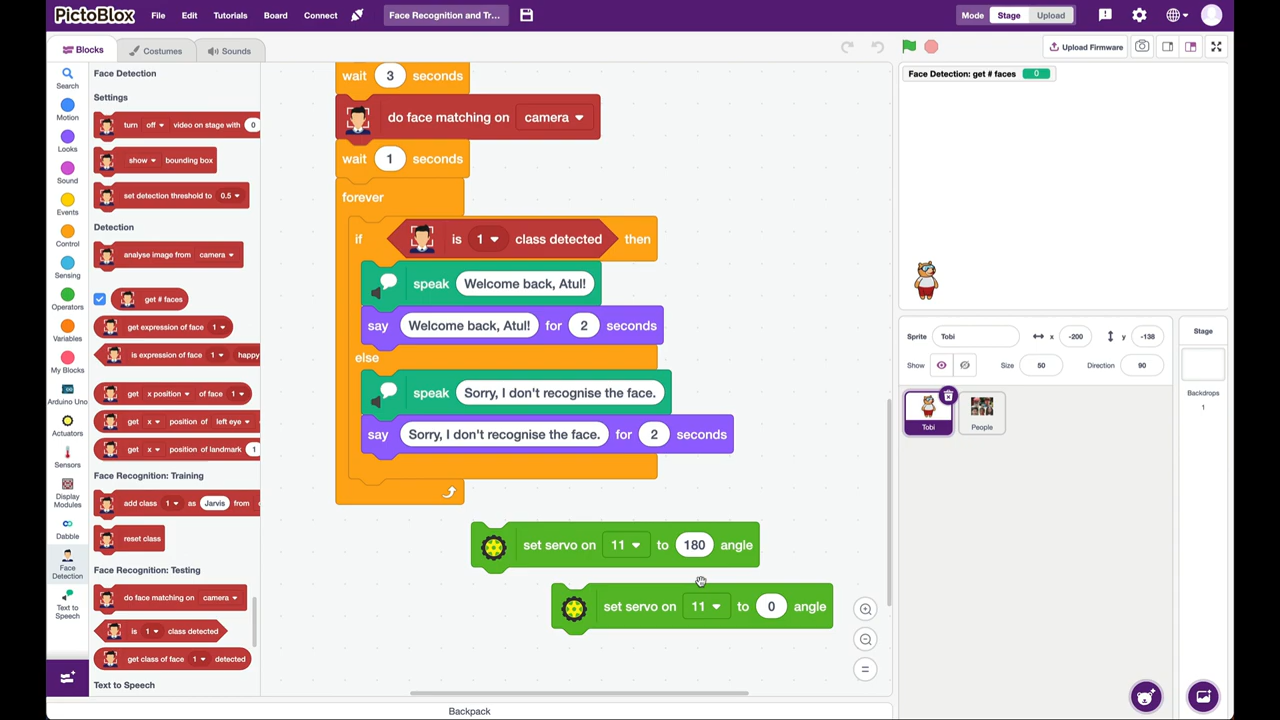 PictoBlox File Edit Tutorials Board Connect Face Recognition and Tr... Mode Stage Upload
Blocks Costumes Sounds Upload Firmware
Search
Motion
Looks
Sound
Events
Control
Sensing
Operators
Variables
My Blocks
Arduino Uno
Actuators
Sensors
Display
Modules
Dabble
Face
Detection
Text to
Speech
Face Detection
Settings
turn off video on stage with 0
show bounding box
set detection threshold to 0.5
Detection
analyse image from camera
get # faces
get expression of face 1
is expression of face 1 happy
get x position of face 1
get x position of left eye
get x position of landmark 1
Face Recognition: Training
add class 1 as Jarvis from
reset class
Face Recognition: Testing
do face matching on camera
is 1 class detected
get class of face 1 detected
Text to Speech
wait 3 seconds
do face matching on camera
wait 1 seconds
forever
if is 1 class detected then
speak Welcome back, Atul!
say Welcome back, Atul! for 2 seconds
else
speak Sorry, I don't recognise the face.
say Sorry, I don't recognise the face. for 2 seconds
set servo on 11 to 180 angle
set servo on 11 to 0 angle
Backpack
Face Detection: get # faces 0
Sprite Tobi x -200 y -138
Show Size 50 Direction 90
Tobi People
Stage
Backdrops
1